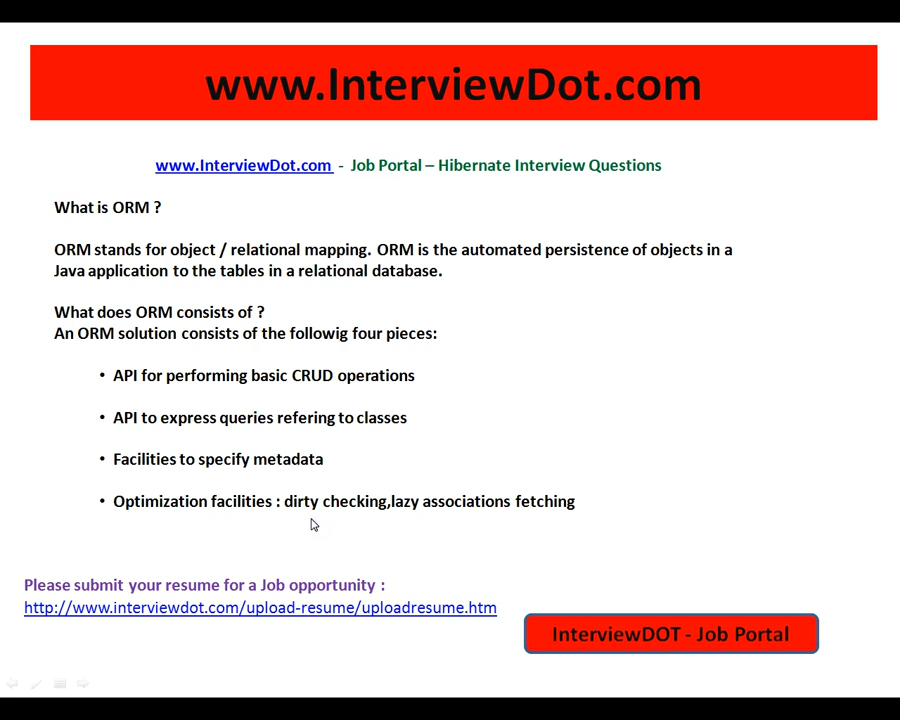 www.InterviewDot.com
www.InterviewDot.com - Job Portal – Hibernate Interview Questions
What is ORM ?
ORM stands for object / relational mapping. ORM is the automated persistence of objects in a
Java application to the tables in a relational database.
What does ORM consists of ?
An ORM solution consists of the followig four pieces:
• API for performing basic CRUD operations
• API to express queries refering to classes
• Facilities to specify metadata
• Optimization facilities : dirty checking,lazy associations fetching
Please submit your resume for a Job opportunity :
http://www.interviewdot.com/upload-resume/uploadresume.htm
InterviewDOT - Job Portal